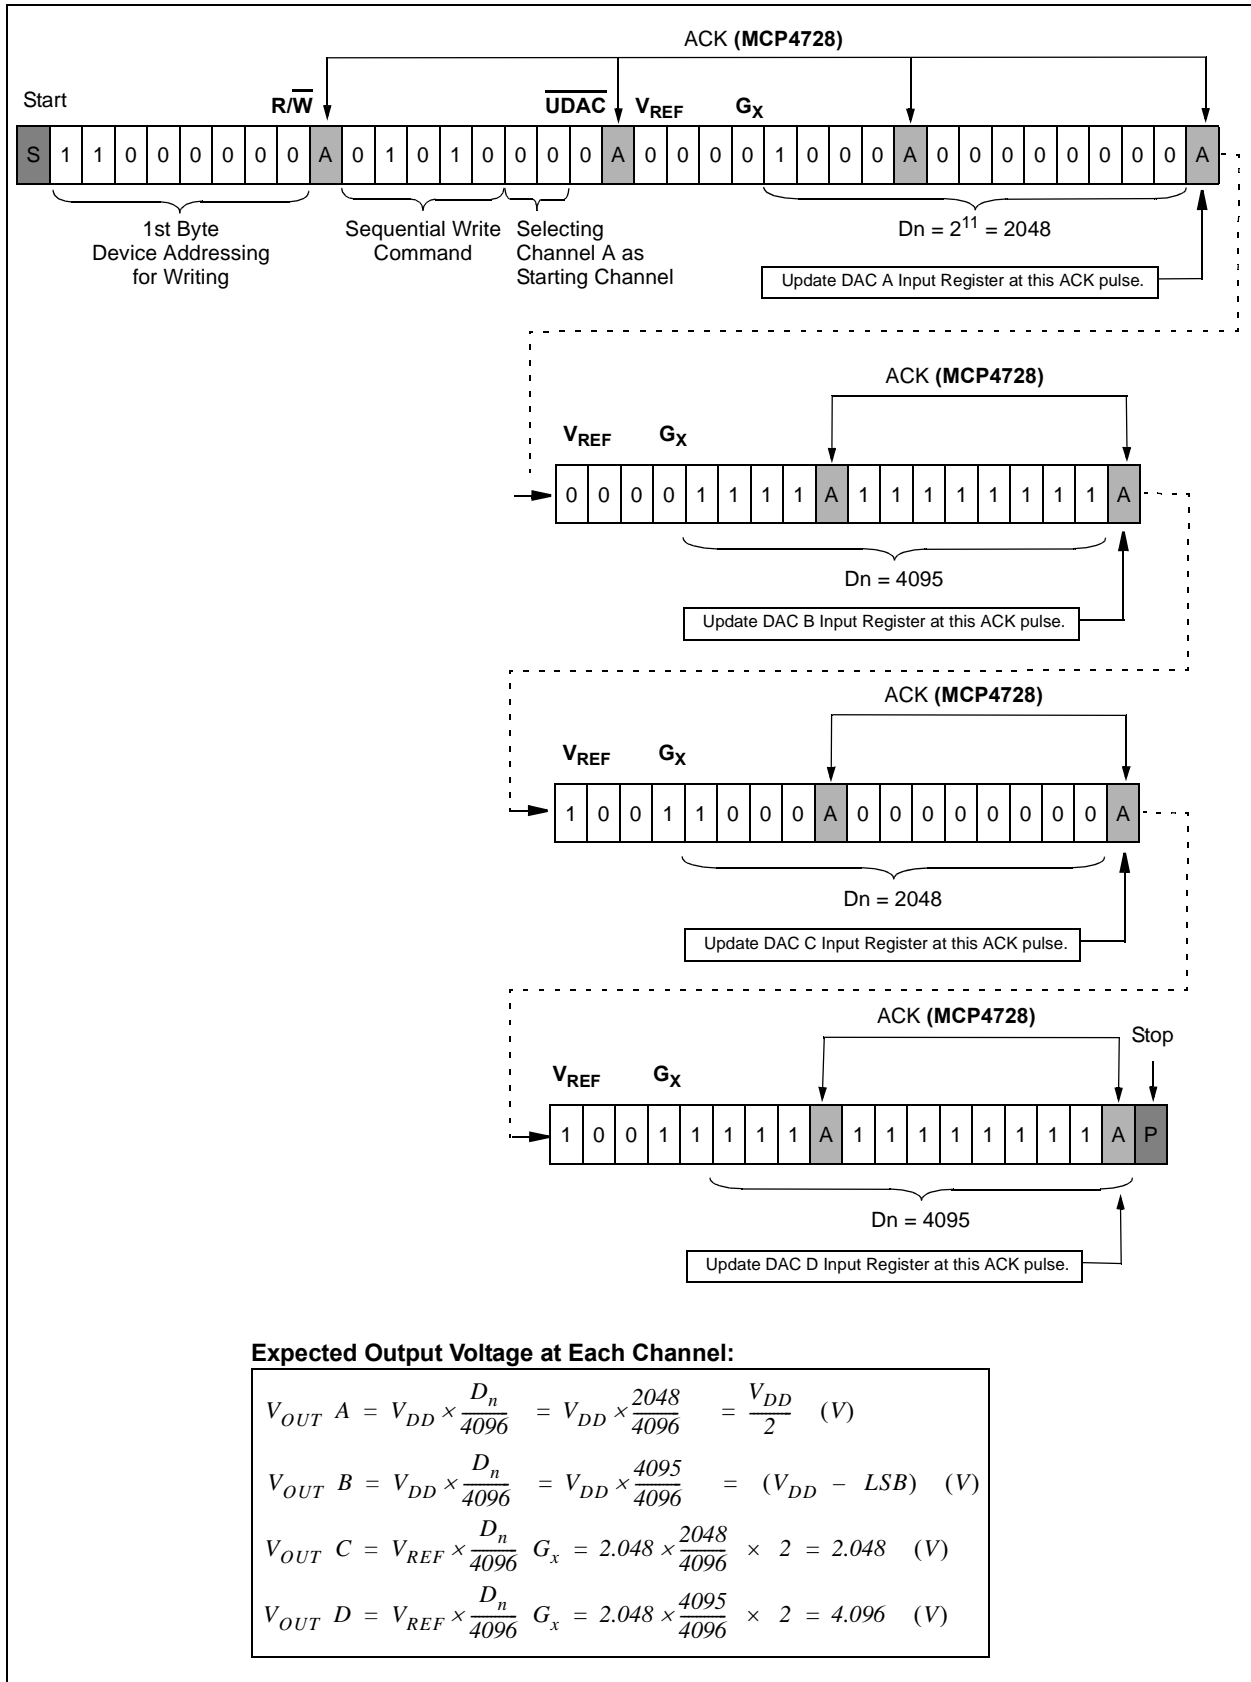 ACK (MCP4728)
Start R/W UDAC VREF GX
S 1 1 0 0 0 0 0 0 A 0 1 0 1 0 0 0 0 A 0 0 0 0 1 0 0 0 A 0 0 0 0 0 0 0 0 A
1st Byte
Device Addressing
for Writing
Sequential Write
Command
Selecting
Channel A as
Starting Channel
Dn = 2^11 = 2048
Update DAC A Input Register at this ACK pulse.
ACK (MCP4728)
VREF GX
0 0 0 0 1 1 1 1 A 1 1 1 1 1 1 1 1 A
Dn = 4095
Update DAC B Input Register at this ACK pulse.
ACK (MCP4728)
VREF GX
1 0 0 1 1 0 0 0 A 0 0 0 0 0 0 0 0 A
Dn = 2048
Update DAC C Input Register at this ACK pulse.
ACK (MCP4728)
Stop
VREF GX
1 0 0 1 1 1 1 1 A 1 1 1 1 1 1 1 1 A P
Dn = 4095
Update DAC D Input Register at this ACK pulse.
Expected Output Voltage at Each Channel:
VOUT A = VDD × Dn/4096 = VDD × 2048/4096 = VDD/2 (V)
VOUT B = VDD × Dn/4096 = VDD × 4095/4096 = (VDD – LSB) (V)
VOUT C = VREF × Dn/4096 Gx = 2.048 × 2048/4096 × 2 = 2.048 (V)
VOUT D = VREF × Dn/4096 Gx = 2.048 × 4095/4096 × 2 = 4.096 (V)